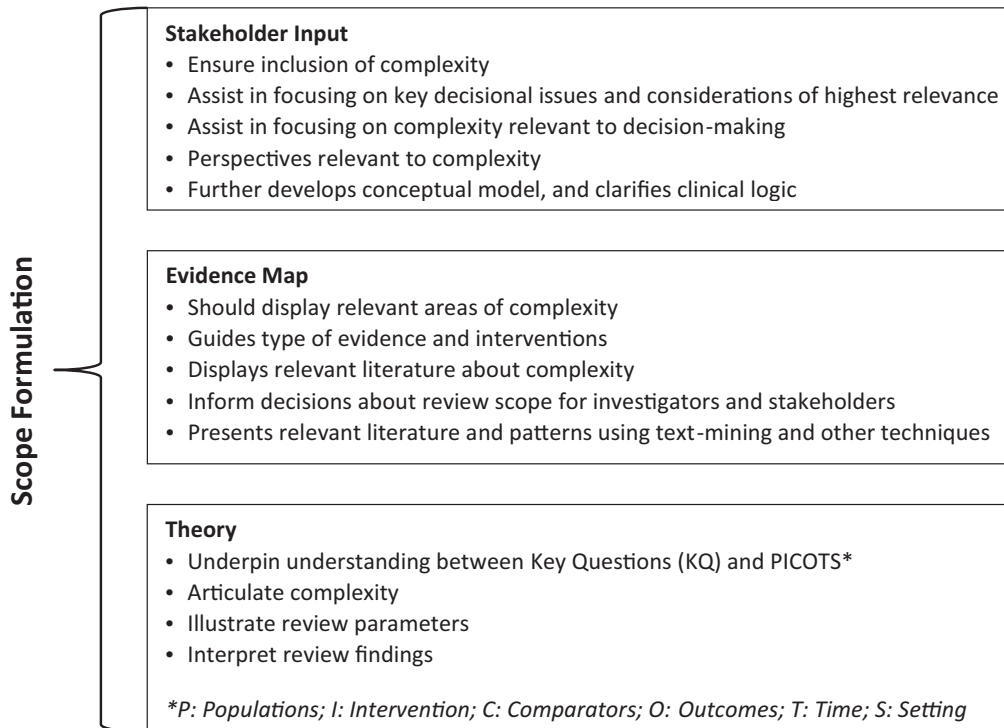 Scope Formulation
Stakeholder Input
• Ensure inclusion of complexity
• Assist in focusing on key decisional issues and considerations of highest relevance
• Assist in focusing on complexity relevant to decision-making
• Perspectives relevant to complexity
• Further develops conceptual model, and clarifies clinical logic
Evidence Map
• Should display relevant areas of complexity
• Guides type of evidence and interventions
• Displays relevant literature about complexity
• Inform decisions about review scope for investigators and stakeholders
• Presents relevant literature and patterns using text-mining and other techniques
Theory
• Underpin understanding between Key Questions (KQ) and PICOTS*
• Articulate complexity
• Illustrate review parameters
• Interpret review findings
*P: Populations; I: Intervention; C: Comparators; O: Outcomes; T: Time; S: Setting